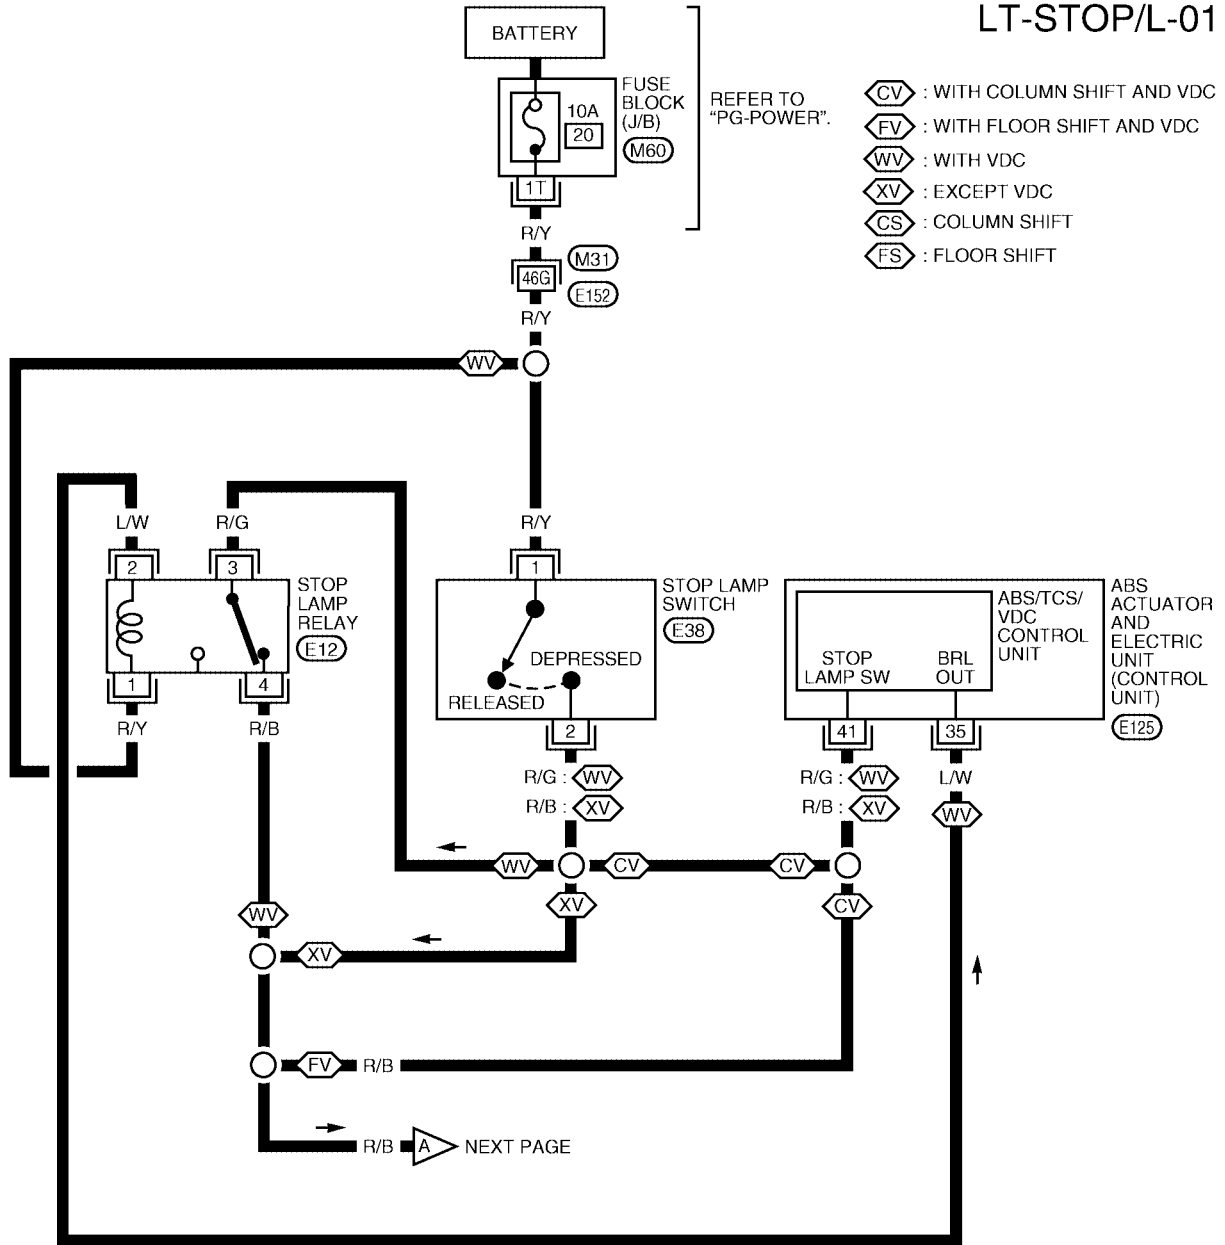 LT-STOP/L-01
BATTERY
FUSE
BLOCK
(J/B)
10A
20
M60
1T
REFER TO
"PG-POWER".
CV : WITH COLUMN SHIFT AND VDC
FV : WITH FLOOR SHIFT AND VDC
WV : WITH VDC
XV : EXCEPT VDC
CS : COLUMN SHIFT
FS : FLOOR SHIFT
R/Y
M31
46G
E152
R/Y
WV
L/W
R/G
R/Y
2
3
1
STOP
LAMP
RELAY
E12
1
4
R/Y
R/B
STOP LAMP
SWITCH
E38
DEPRESSED
RELEASED
2
ABS/TCS/
VDC
CONTROL
UNIT
STOP
LAMP SW
BRL
OUT
ABS
ACTUATOR
AND
ELECTRIC
UNIT
(CONTROL
UNIT)
E125
41
35
R/G : WV
R/B : XV
R/G : WV
R/B : XV
L/W
WV
WV
CV
CV
XV
CV
WV
XV
FV
R/B
R/B
A
NEXT PAGE